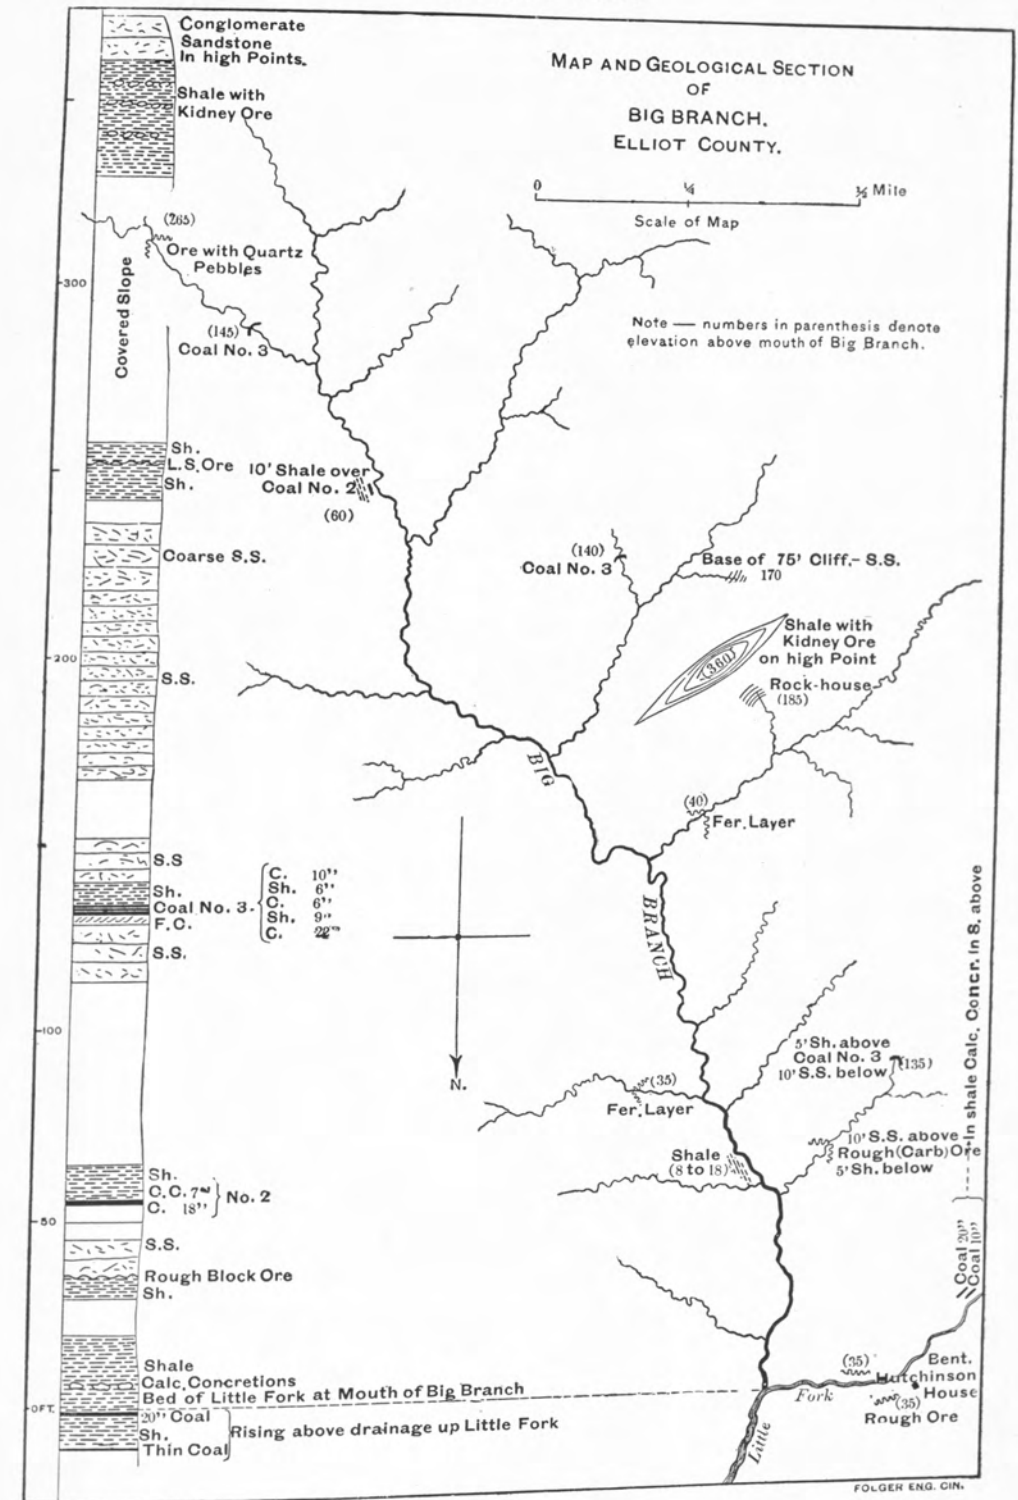 MAP AND GEOLOGICAL SECTION
OF
BIG BRANCH.
ELLIOT COUNTY.
0 ¼ ½ Mile
Scale of Map
Note — numbers in parenthesis denote
elevation above mouth of Big Branch.
Conglomerate
Sandstone
In high Points.
Shale with
Kidney Ore
(265)
Ore with Quartz
Pebbles
300
Covered Slope
(145)
Coal No. 3
Sh.
L.S. Ore
Sh.
10' Shale over
Coal No. 2
(60)
Coarse S.S.
(140)
Coal No. 3
Base of 75' Cliff.- S.S.
170
Shale with
Kidney Ore
on high Point
(360)
Rock-house
(185)
200
S.S.
BIG
BRANCH
(40)
Fer. Layer
S.S
Sh.
Coal No. 3.
F.C.
S.S.
C. 10"
Sh. 6"
C. 6"
Sh. 9"
C. 22"
N.
100
5' Sh. above
Coal No. 3
10' S.S. below
(135)
(35)
Fer. Layer
10' S.S. above
Rough (Carb) Ore
5' Sh. below
Shale
(8 to 18)
In shale Calc. Concr. in S. above
Coal 20"
Coal 10"
Sh.
C.C. 7"
C. 18"
No. 2
50
S.S.
Rough Block Ore
Sh.
Shale
Calc. Concretions
Bed of Little Fork at Mouth of Big Branch
0 FT.
20" Coal
Sh.
Thin Coal
Rising above drainage up Little Fork
Little
Fork
(35)
Bent.
Hutchinson
House
(35)
Rough Ore
FOLGER ENG. CIN.